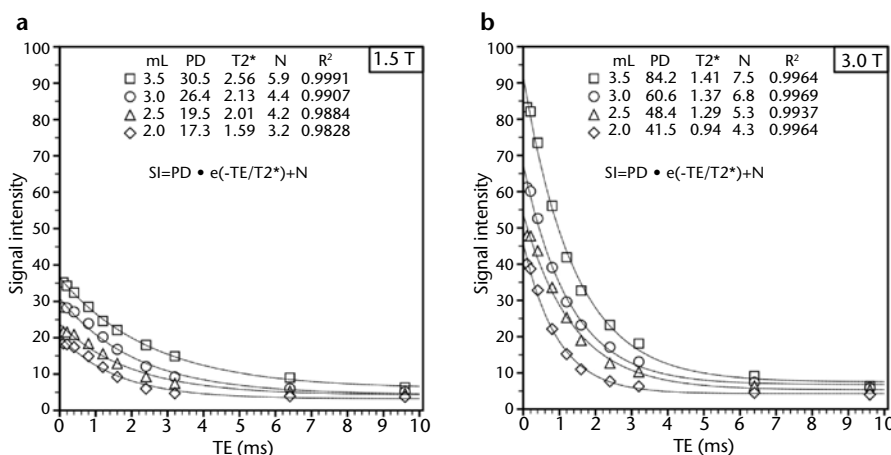 a
1.5 T
mL PD T2* N R²
3.5 30.5 2.56 5.9 0.9991
3.0 26.4 2.13 4.4 0.9907
2.5 19.5 2.01 4.2 0.9884
2.0 17.3 1.59 3.2 0.9828
SI=PD • e(-TE/T2*)+N
Signal intensity
100
90
80
70
60
50
40
30
20
10
0
0 1 2 3 4 5 6 7 8 9 10
TE (ms)
b
3.0 T
mL PD T2* N R²
3.5 84.2 1.41 7.5 0.9964
3.0 60.6 1.37 6.8 0.9969
2.5 48.4 1.29 5.3 0.9937
2.0 41.5 0.94 4.3 0.9964
SI=PD • e(-TE/T2*)+N
Signal intensity
100
90
80
70
60
50
40
30
20
10
0
0 1 2 3 4 5 6 7 8 9 10
TE (ms)